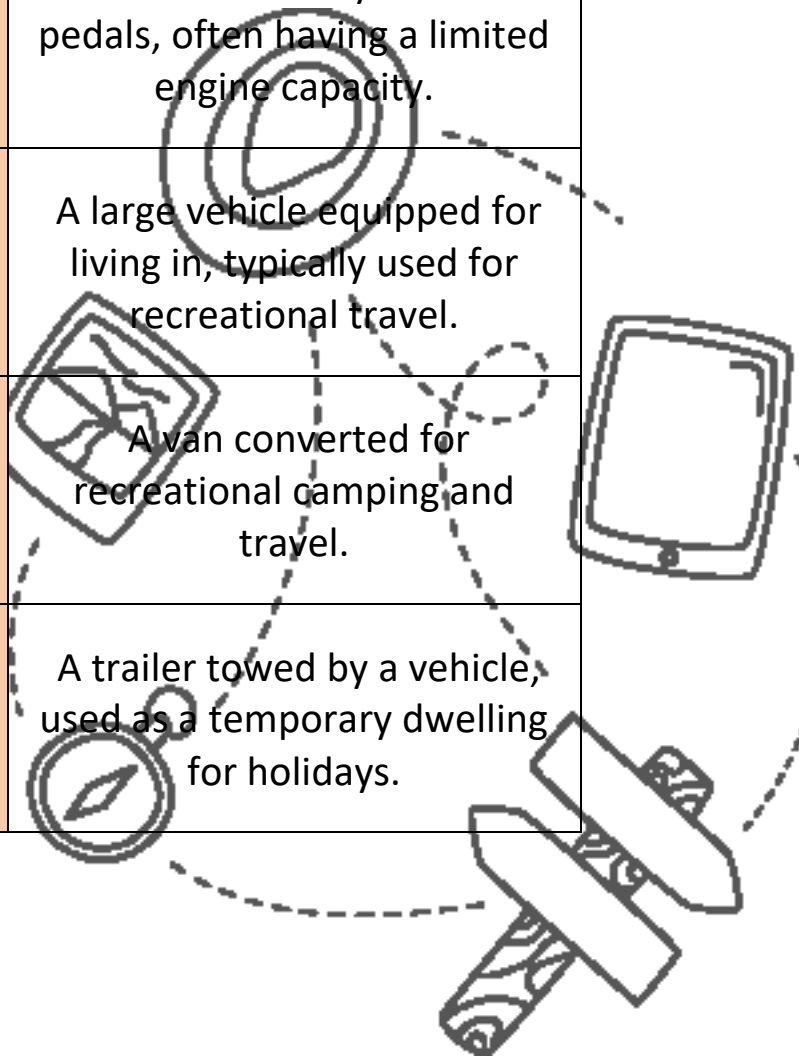 pedals, often having a limited
engine capacity.
A large vehicle equipped for
living in, typically used for
recreational travel.
A van converted for
recreational camping and
travel.
A trailer towed by a vehicle,
used as a temporary dwelling
for holidays.